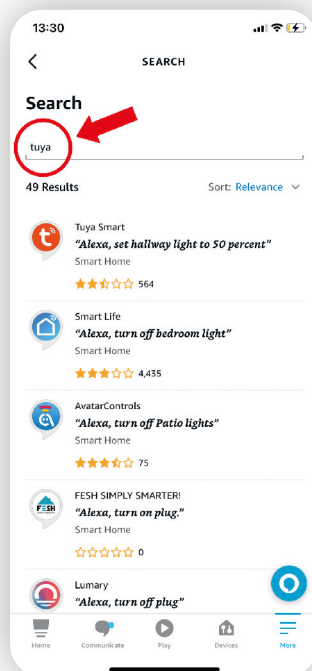 13:30
SEARCH
Search
tuya
49 Results
Sort: Relevance
Tuya Smart
"Alexa, set hallway light to 50 percent"
Smart Home
564
Smart Life
"Alexa, turn off bedroom light"
Smart Home
4,435
AvatarControls
"Alexa, turn off Patio lights"
Smart Home
75
FESH
FESH SIMPLY SMARTER!
"Alexa, turn on plug."
Smart Home
0
Lumary
"Alexa, turn off plug"
Home
Communicate
Play
Devices
More